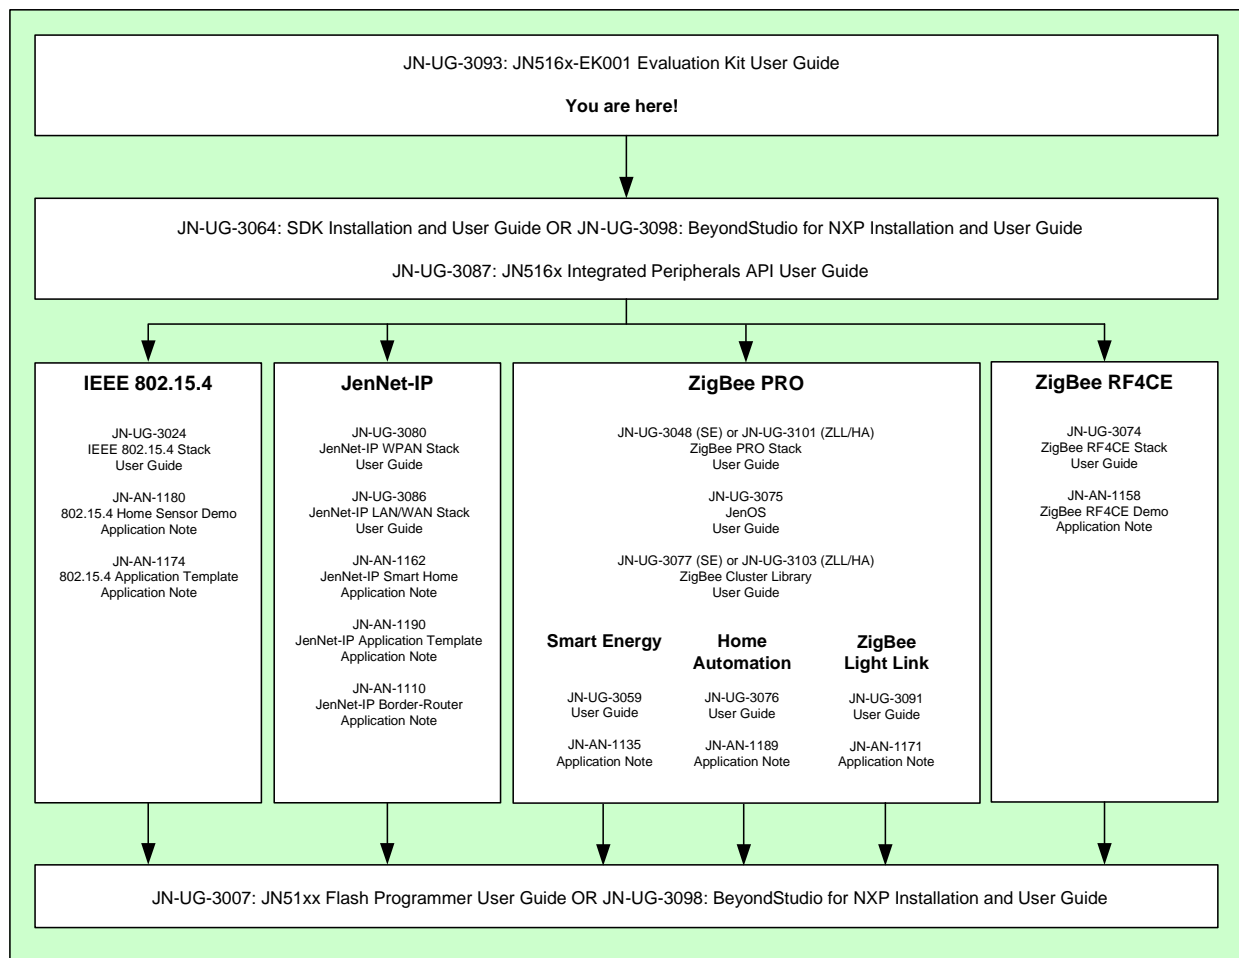 JN-UG-3093: JN516x-EK001 Evaluation Kit User Guide
You are here!
JN-UG-3064: SDK Installation and User Guide OR JN-UG-3098: BeyondStudio for NXP Installation and User Guide
JN-UG-3087: JN516x Integrated Peripherals API User Guide
IEEE 802.15.4
JN-UG-3024
IEEE 802.15.4 Stack
User Guide
JN-AN-1180
802.15.4 Home Sensor Demo
Application Note
JN-AN-1174
802.15.4 Application Template
Application Note
JenNet-IP
JN-UG-3080
JenNet-IP WPAN Stack
User Guide
JN-UG-3086
JenNet-IP LAN/WAN Stack
User Guide
JN-AN-1162
JenNet-IP Smart Home
Application Note
JN-AN-1190
JenNet-IP Application Template
Application Note
JN-AN-1110
JenNet-IP Border-Router
Application Note
ZigBee PRO
JN-UG-3048 (SE) or JN-UG-3101 (ZLL/HA)
ZigBee PRO Stack
User Guide
JN-UG-3075
JenOS
User Guide
JN-UG-3077 (SE) or JN-UG-3103 (ZLL/HA)
ZigBee Cluster Library
User Guide
Smart Energy
JN-UG-3059
User Guide
JN-AN-1135
Application Note
Home
Automation
JN-UG-3076
User Guide
JN-AN-1189
Application Note
ZigBee
Light Link
JN-UG-3091
User Guide
JN-AN-1171
Application Note
ZigBee RF4CE
JN-UG-3074
ZigBee RF4CE Stack
User Guide
JN-AN-1158
ZigBee RF4CE Demo
Application Note
JN-UG-3007: JN51xx Flash Programmer User Guide OR JN-UG-3098: BeyondStudio for NXP Installation and User Guide